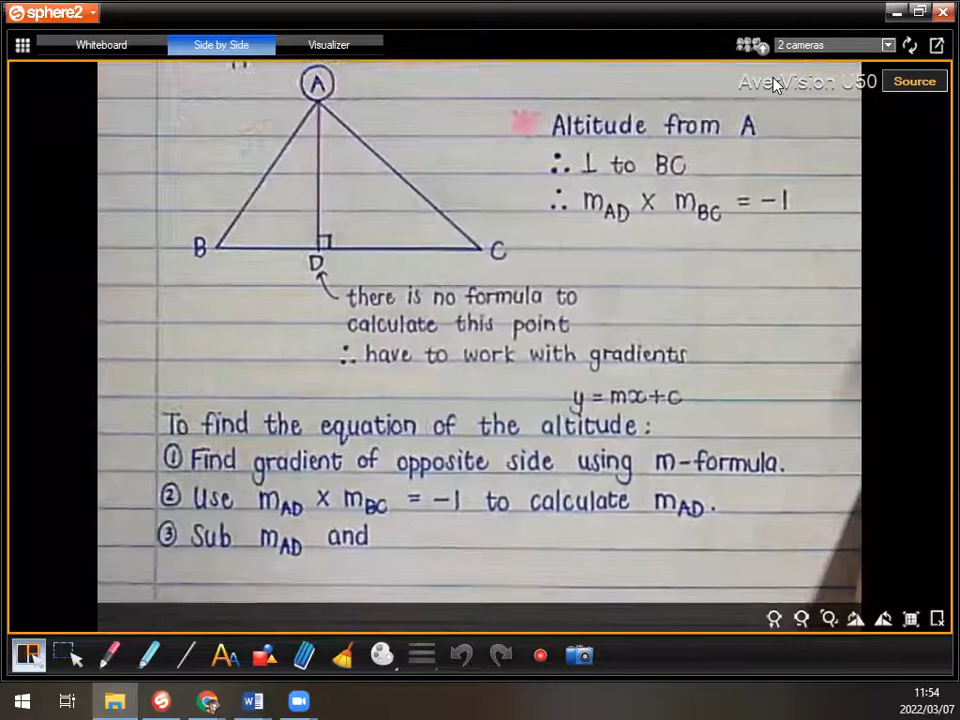 sphere2
Whiteboard
Side by Side
Visualizer
2 cameras
AverVision U50
Source
A
Altitude from A
∴ ⊥ to BC
∴ mAD × mBC = -1
B
C
D
there is no formula to
calculate this point
∴ have to work with gradients
y = mx + c
To find the equation of the altitude:
① Find gradient of opposite side using m-formula.
② Use mAD × mBC = -1 to calculate mAD.
③ Sub mAD and
11:54
2022/03/07